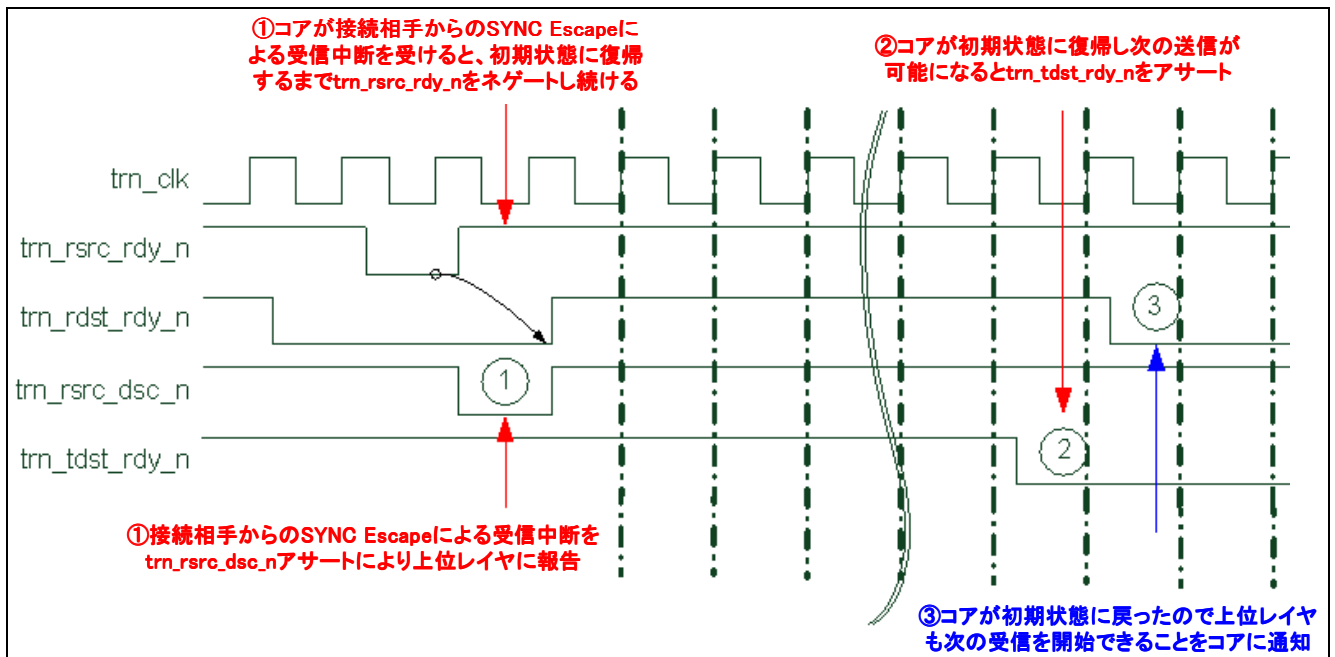 ①コアが接続相手からのSYNC Escapeに
よる受信中断を受けると、初期状態に復帰
するまでtrn_rsrc_rdy_nをネゲートし続ける
②コアが初期状態に復帰し次の送信が
可能になるとtrn_tdst_rdy_nをアサート
trn_clk
trn_rsrc_rdy_n
trn_rdst_rdy_n
3
trn_rsrc_dsc_n
1
trn_tdst_rdy_n
2
①接続相手からのSYNC Escapeによる受信中断を
trn_rsrc_dsc_nアサートにより上位レイヤに報告
③コアが初期状態に戻ったので上位レイヤ
も次の受信を開始できることをコアに通知